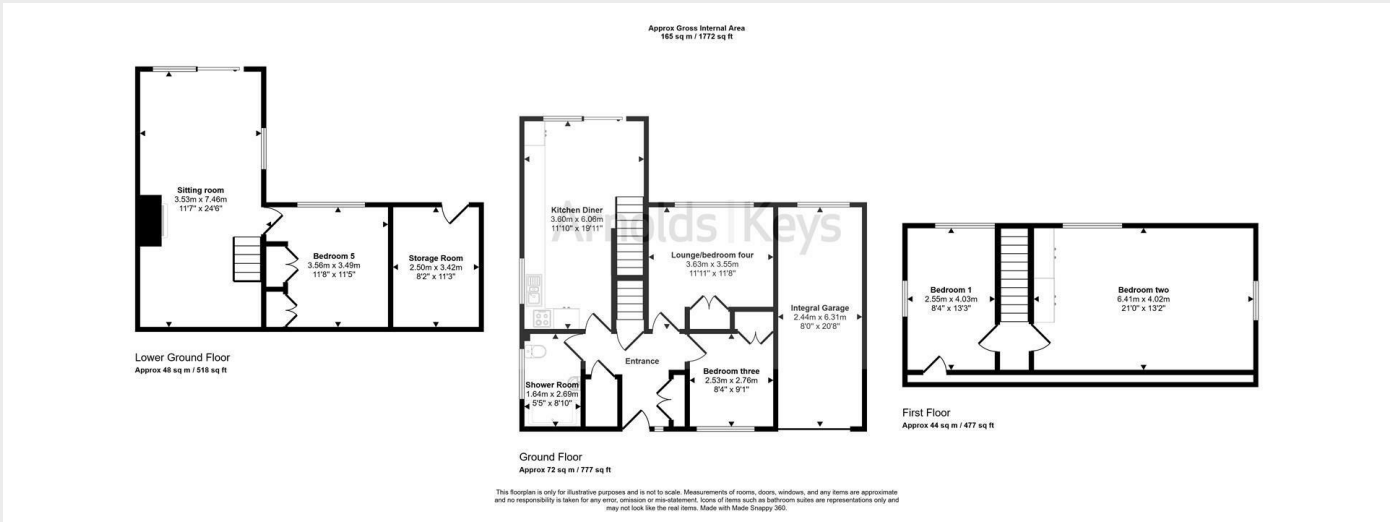 Approx Gross Internal Area
165 sq m / 1772 sq ft
Sitting room
3.53m x 7.46m
11'7" x 24'6"
Bedroom 5
3.56m x 3.49m
11'8" x 11'5"
Storage Room
2.50m x 3.42m
8'2" x 11'3"
Lower Ground Floor
Approx 48 sq m / 518 sq ft
Arnolds | Keys
Kitchen Diner
3.60m x 6.06m
11'10" x 19'11"
Lounge/bedroom four
3.63m x 3.55m
11'11" x 11'8"
Integral Garage
2.44m x 6.31m
8'0" x 20'8"
Entrance
Shower Room
1.64m x 2.69m
5'5" x 8'10"
Bedroom three
2.53m x 2.76m
8'4" x 9'1"
Ground Floor
Approx 72 sq m / 777 sq ft
Bedroom 1
2.55m x 4.03m
8'4" x 13'3"
Bedroom two
6.41m x 4.02m
21'0" x 13'2"
First Floor
Approx 44 sq m / 477 sq ft
This floorplan is only for illustrative purposes and is not to scale. Measurements of rooms, doors, windows, and any items are approximate
and no responsibility is taken for any error, omission or mis-statement. Icons of items such as bathroom suites are representations only and
may not look like the real items. Made with Made Snappy 360.